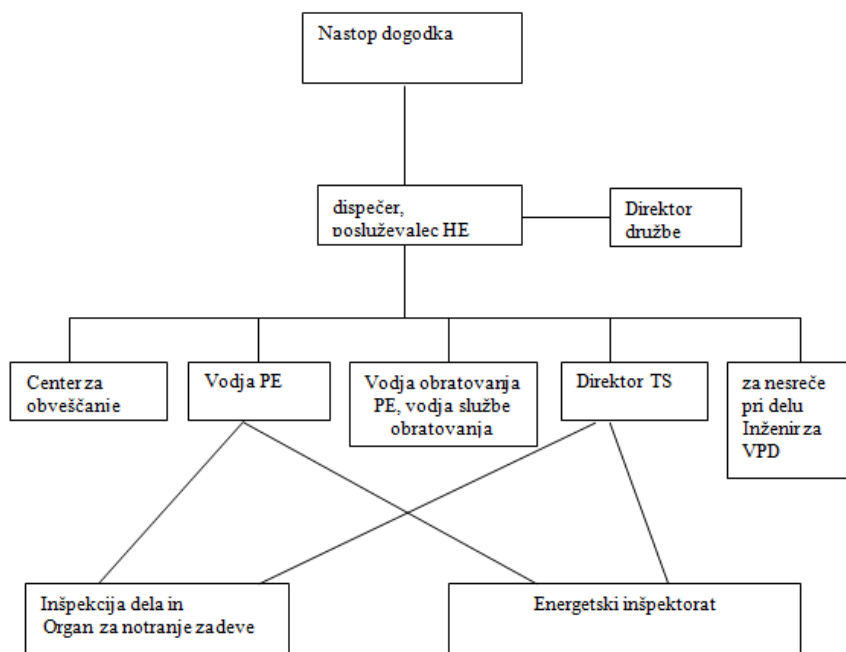 Nastop dogodka
dispečer,
posluževalec HE
Direktor
družbe
Center za
obveščanje
Vodja PE
Vodja obratovanja
PE, vodja službe
obratovanja
Direktor TS
za nesreče
pri delu
Inženir za
VPD
Inšpekcija dela in
Organ za notranje zadeve
Energetski inšpektorat